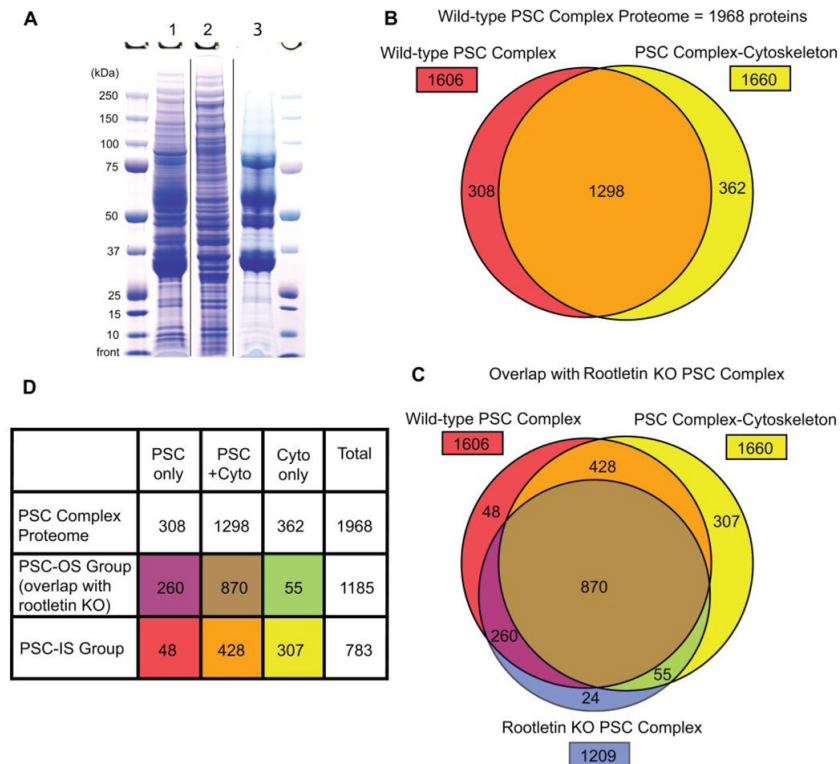 A
1 2 3
(kDa)
250
150
100
75
50
37
25
15
10
front
B
Wild-type PSC Complex Proteome = 1968 proteins
Wild-type PSC Complex
1606
PSC Complex-Cytoskeleton
1660
308
1298
362
D
PSC only
PSC +Cyto
Cyto only
Total
PSC Complex
Proteome
308 1298 362 1968
PSC-OS Group
(overlap with
rootletin KO)
260 870 55 1185
PSC-IS Group
48 428 307 783
C
Overlap with Rootletin KO PSC Complex
Wild-type PSC Complex
1606
PSC Complex-Cytoskeleton
1660
428
48
307
870
260
55
24
Rootletin KO PSC Complex
1209